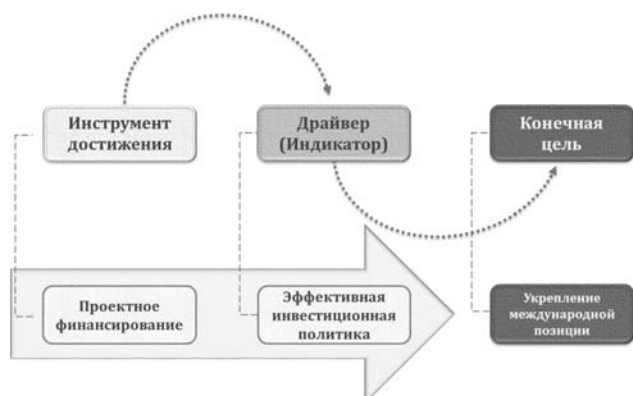 Инструмент
достижения
Драйвер
(Индикатор)
Конечная
цель
Проектное
финансирование
Эффективная
инвестиционная
политика
Укрепление
международной
позиции